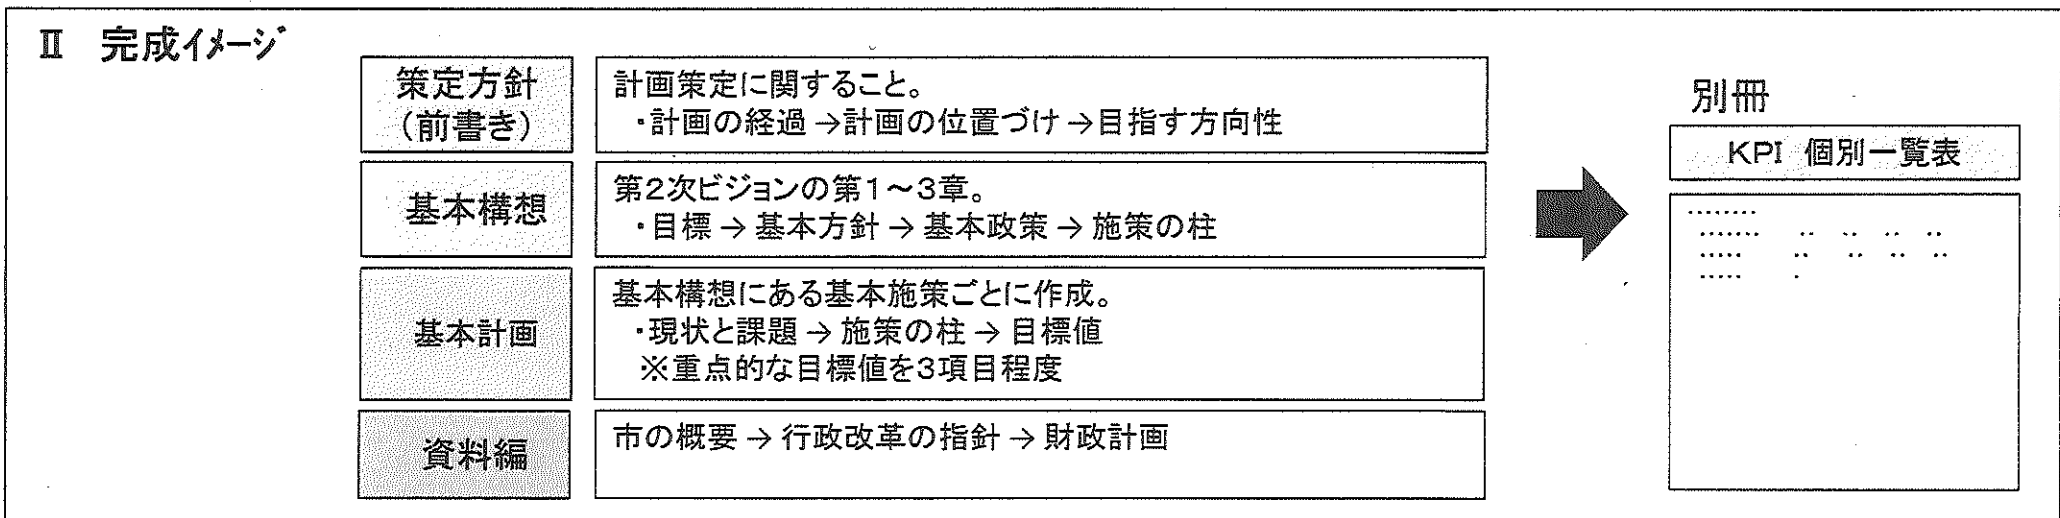 Ⅱ 完成イメージ
策定方針
(前書き)
計画策定に関すること。
・計画の経過→計画の位置づけ→目指す方向性
基本構想
第2次ビジョンの第1～3章。
・目標→基本方針→基本政策→施策の柱
基本計画
基本構想にある基本施策ごとに作成。
・現状と課題→施策の柱→目標値
※重点的な目標値を3項目程度
資料編
市の概要→行政改革の指針→財政計画
別冊
KPI 個別一覧表